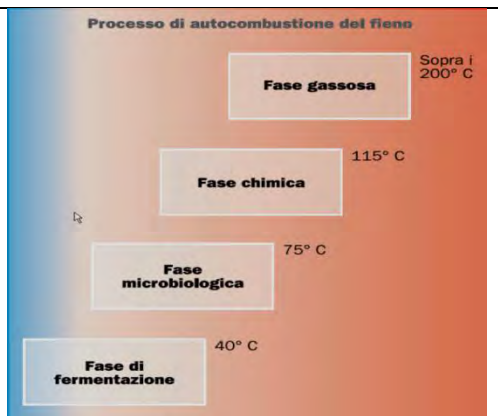 Processo di autocombustione del fieno
Sopra i
200° C
Fase gassosa
115° C
Fase chimica
75° C
Fase
microbiologica
40° C
Fase di
fermentazione